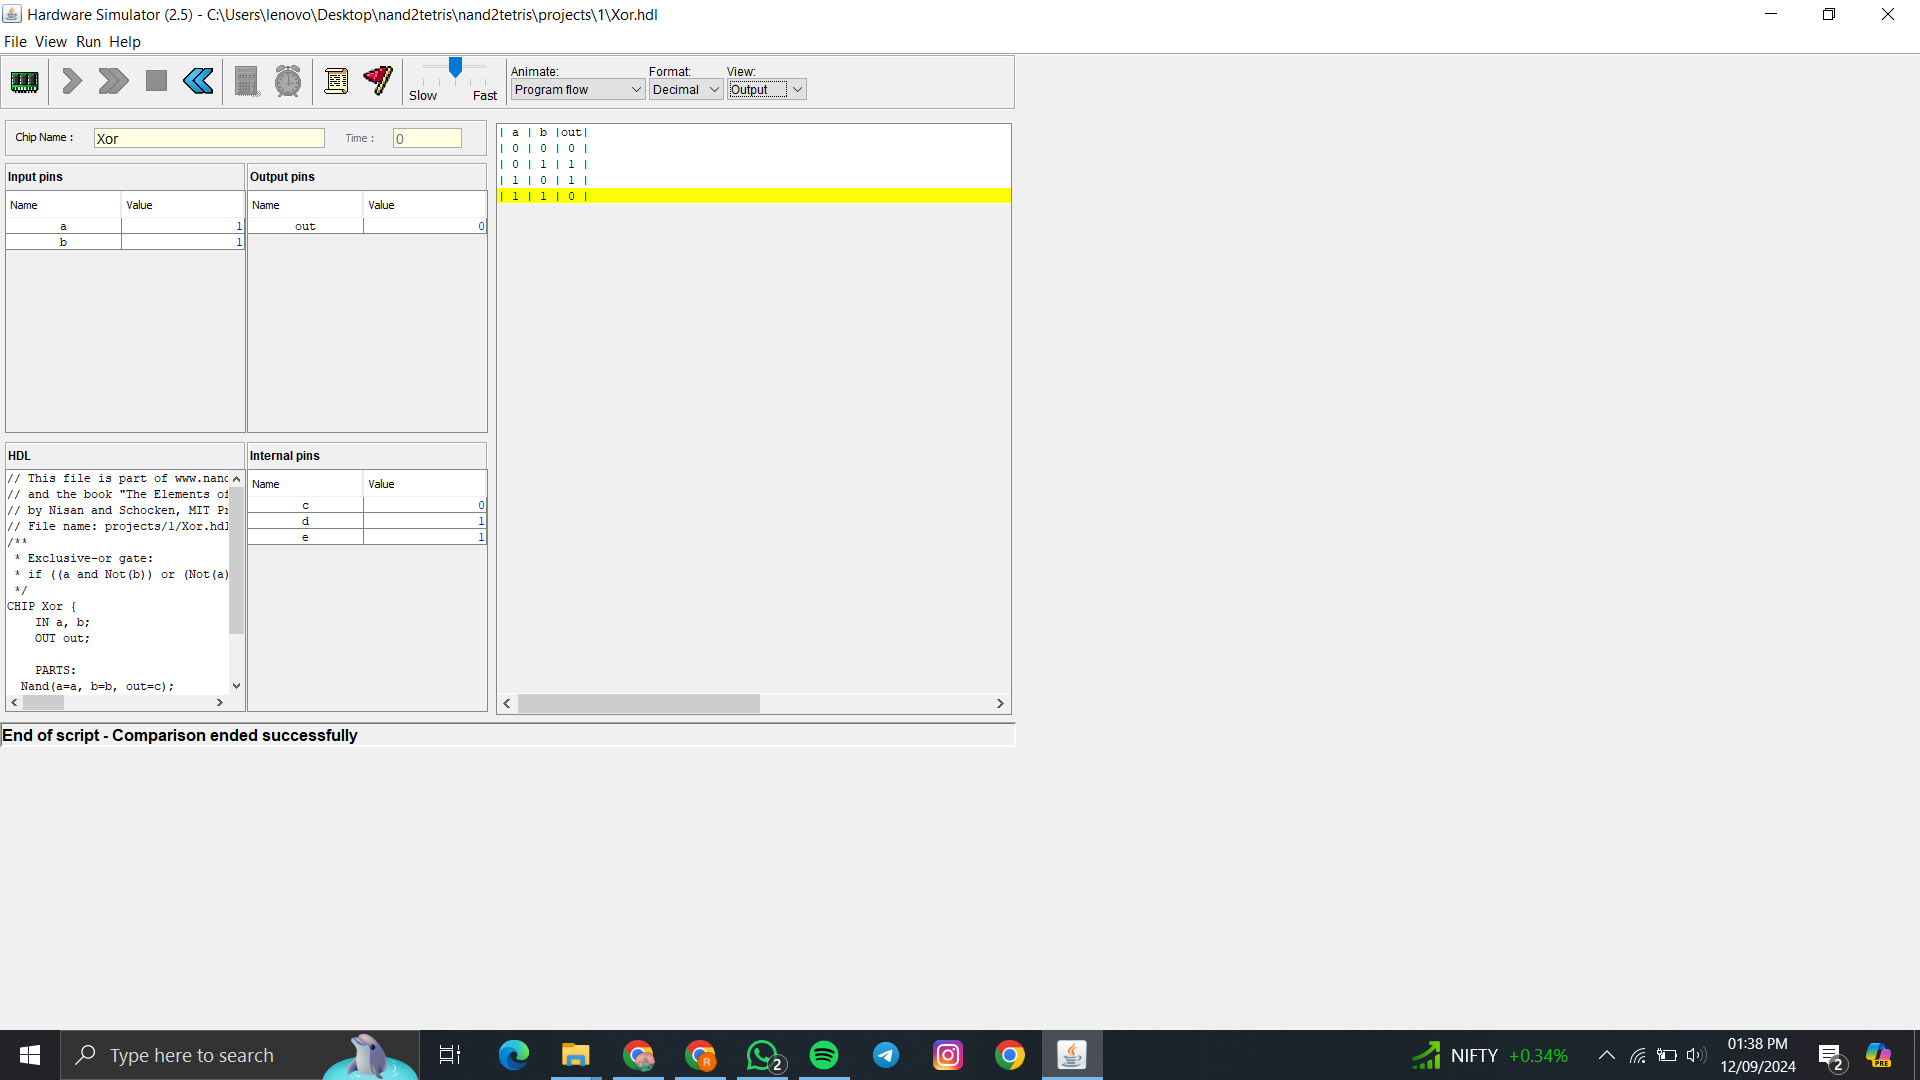 Hardware Simulator (2.5) - C:\Users\lenovo\Desktop\nand2tetris\nand2tetris\projects\1\Xor.hdl
File View Run Help
Slow Fast
Animate: Format: View:
Program flow Decimal Output
Chip Name : Xor Time : 0
Input pins
Name Value
a 1
b 1
Output pins
Name Value
out 0
HDL
// This file is part of www.nand
// and the book "The Elements of
// by Nisan and Schocken, MIT Pr
// File name: projects/1/Xor.hdl
/**
* Exclusive-or gate:
* if ((a and Not(b)) or (Not(a)
*/
CHIP Xor {
IN a, b;
OUT out;
PARTS:
Nand(a=a, b=b, out=c);
Internal pins
Name Value
c 0
d 1
e 1
| a | b |out|
| 0 | 0 | 0 |
| 0 | 1 | 1 |
| 1 | 0 | 1 |
| 1 | 1 | 0 |
End of script - Comparison ended successfully
Type here to search
R
2
NIFTY +0.34%
01:38 PM
12/09/2024
2
PRE